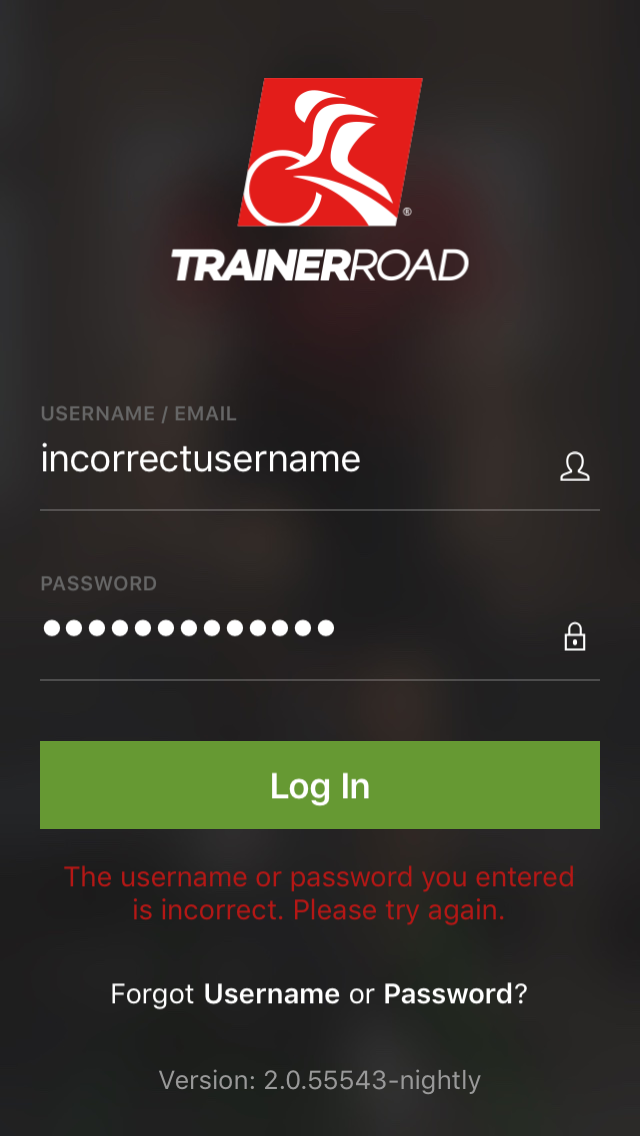 ®
TRAINERROAD
USERNAME / EMAIL
incorrectusername
PASSWORD
●●●●●●●●●●●●●
Log In
The username or password you entered
is incorrect. Please try again.
Forgot Username or Password?
Version: 2.0.55543-nightly